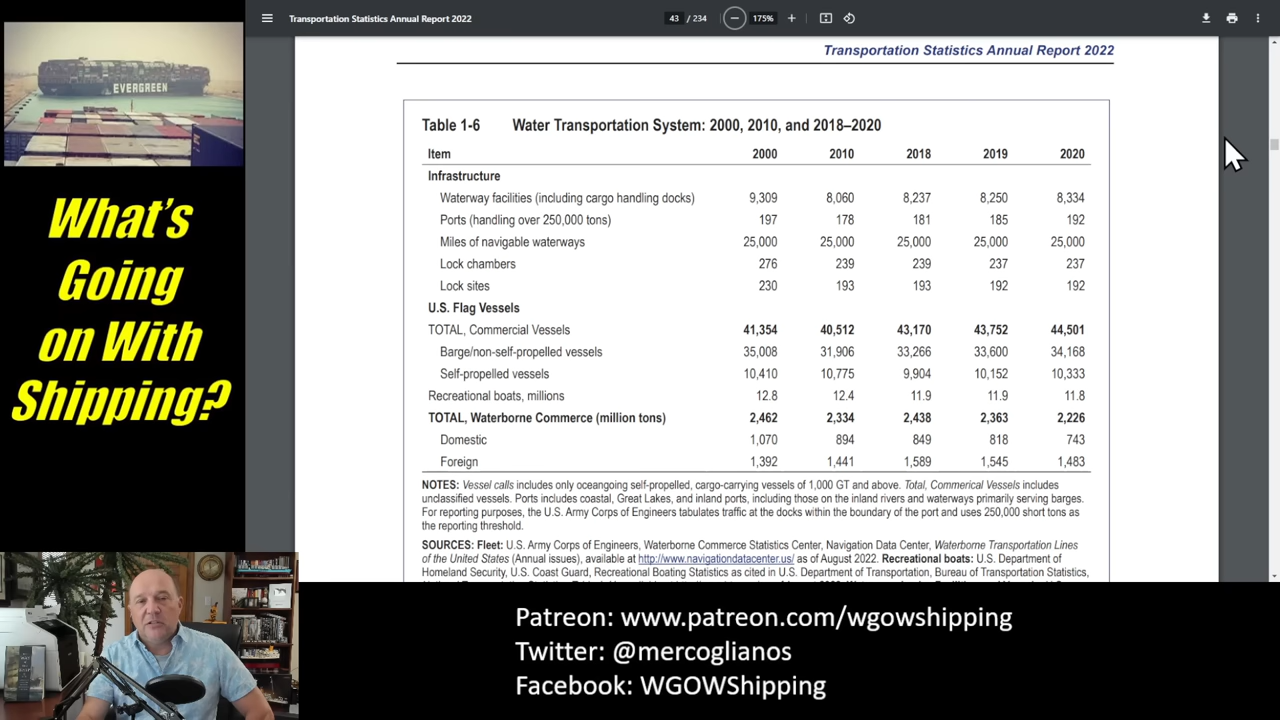 Transportation Statistics Annual Report 2022
43 / 234
175%
EVERGREEN
What's
Going
on With
Shipping?
Transportation Statistics Annual Report 2022
Table 1-6 Water Transportation System: 2000, 2010, and 2018–2020
Item 2000 2010 2018 2019 2020
Infrastructure
Waterway facilities (including cargo handling docks) 9,309 8,060 8,237 8,250 8,334
Ports (handling over 250,000 tons) 197 178 181 185 192
Miles of navigable waterways 25,000 25,000 25,000 25,000 25,000
Lock chambers 276 239 239 237 237
Lock sites 230 193 193 192 192
U.S. Flag Vessels
TOTAL, Commercial Vessels 41,354 40,512 43,170 43,752 44,501
Barge/non-self-propelled vessels 35,008 31,906 33,266 33,600 34,168
Self-propelled vessels 10,410 10,775 9,904 10,152 10,333
Recreational boats, millions 12.8 12.4 11.9 11.9 11.8
TOTAL, Waterborne Commerce (million tons) 2,462 2,334 2,438 2,363 2,226
Domestic 1,070 894 849 818 743
Foreign 1,392 1,441 1,589 1,545 1,483
NOTES: Vessel calls includes only oceangoing self-propelled, cargo-carrying vessels of 1,000 GT and above. Total, Commerical Vessels includes
unclassified vessels. Ports includes coastal, Great Lakes, and inland ports, including those on the inland rivers and waterways primarily serving barges.
For reporting purposes, the U.S. Army Corps of Engineers tabulates traffic at the docks within the boundary of the port and uses 250,000 short tons as
the reporting threshold.
SOURCES: Fleet: U.S. Army Corps of Engineers, Waterborne Commerce Statistics Center, Navigation Data Center, Waterborne Transportation Lines
of the United States (Annual issues), available at http://www.navigationdatacenter.us/ as of August 2022. Recreational boats: U.S. Department of
Homeland Security, U.S. Coast Guard, Recreational Boating Statistics as cited in U.S. Department of Transportation, Bureau of Transportation Statistics,
Patreon: www.patreon.com/wgowshipping
Twitter: @mercoglianos
Facebook: WGOWShipping